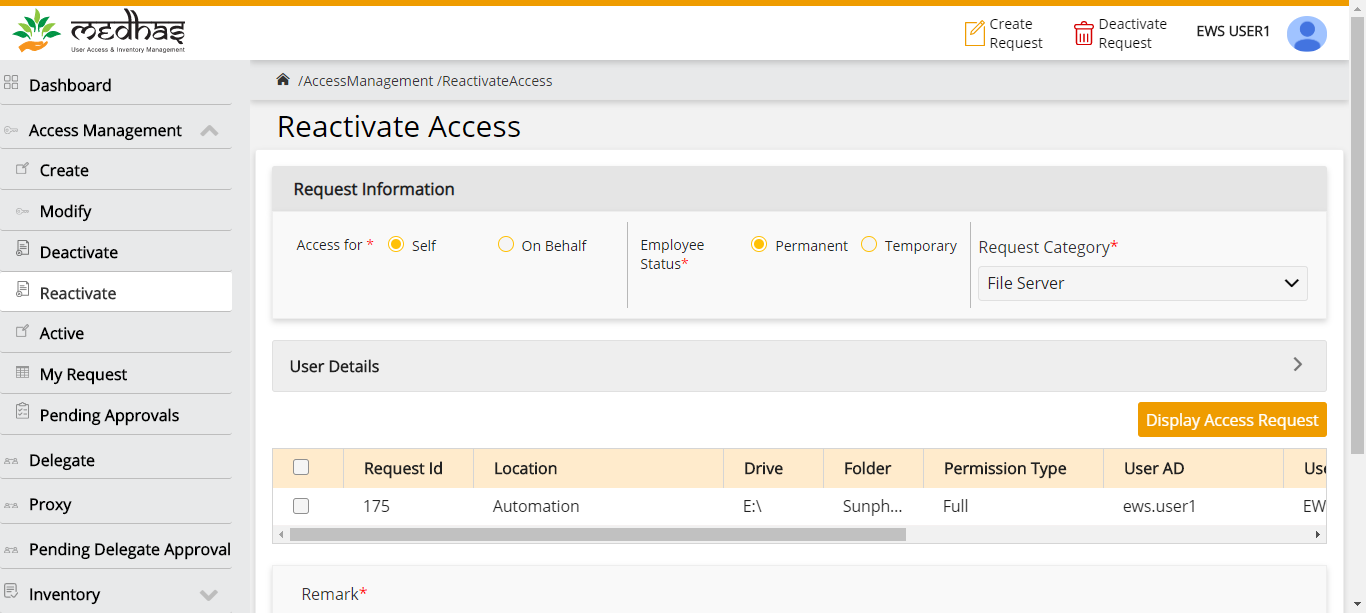 medhas
User Access & Inventory Management
Create
Request
Deactivate
Request
EWS USER1
Dashboard
Access Management
Create
Modify
Deactivate
Reactivate
Active
My Request
Pending Approvals
Delegate
Proxy
Pending Delegate Approval
Inventory
/AccessManagement /ReactivateAccess
Reactivate Access
Request Information
Access for * Self On Behalf
Employee
Status* Permanent Temporary
Request Category*
File Server
User Details
Display Access Request
Request Id Location Drive Folder Permission Type User AD Use
175 Automation E:\ Sunph... Full ews.user1 EW
Remark*